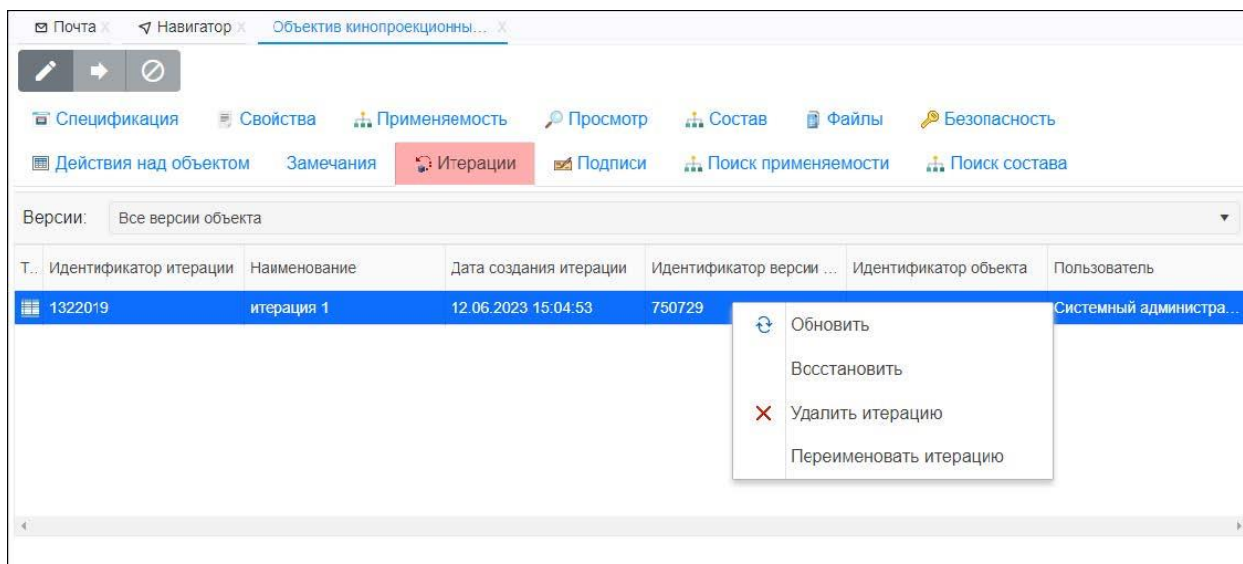 Почта X Навигатор X Объектив кинопроекционны... X
Спецификация Свойства Применяемость Просмотр Состав Файлы Безопасность
Действия над объектом Замечания Итерации Подписи Поиск применяемости Поиск состава
Версии: Все версии объекта
Т.. Идентификатор итерации Наименование Дата создания итерации Идентификатор версии ... Идентификатор объекта Пользователь
1322019 итерация 1 12.06.2023 15:04:53 750729 Системный администра...
Обновить
Восстановить
Удалить итерацию
Переименовать итерацию